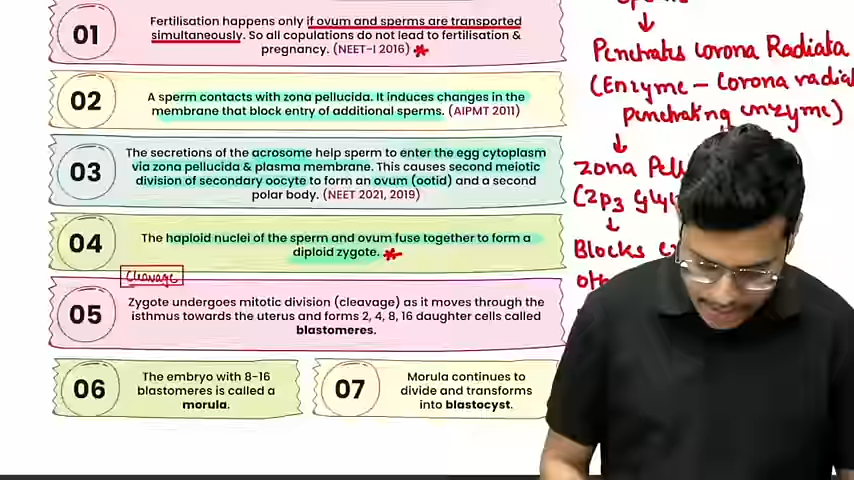 01
Fertilisation happens only if ovum and sperms are transported
simultaneously. So all copulations do not lead to fertilisation &
pregnancy. (NEET-I 2016)
02
A sperm contacts with zona pellucida. It induces changes in the
membrane that block entry of additional sperms. (AIPMT 2011)
03
The secretions of the acrosome help sperm to enter the egg cytoplasm
via zona pellucida & plasma membrane. This causes second meiotic
division of secondary oocyte to form an ovum (ootid) and a second
polar body. (NEET 2021, 2019)
04
The haploid nuclei of the sperm and ovum fuse together to form a
diploid zygote.
Cleavage
05
Zygote undergoes mitotic division (cleavage) as it moves through the
isthmus towards the uterus and forms 2, 4, 8, 16 daughter cells called
blastomeres.
06
The embryo with 8-16
blastomeres is called a
morula.
07
Morula continues to
divide and transforms
into blastocyst.
Penetrates Corona Radiata
(Enzyme – Corona
penetrating enzyme)
Zona
Blocks